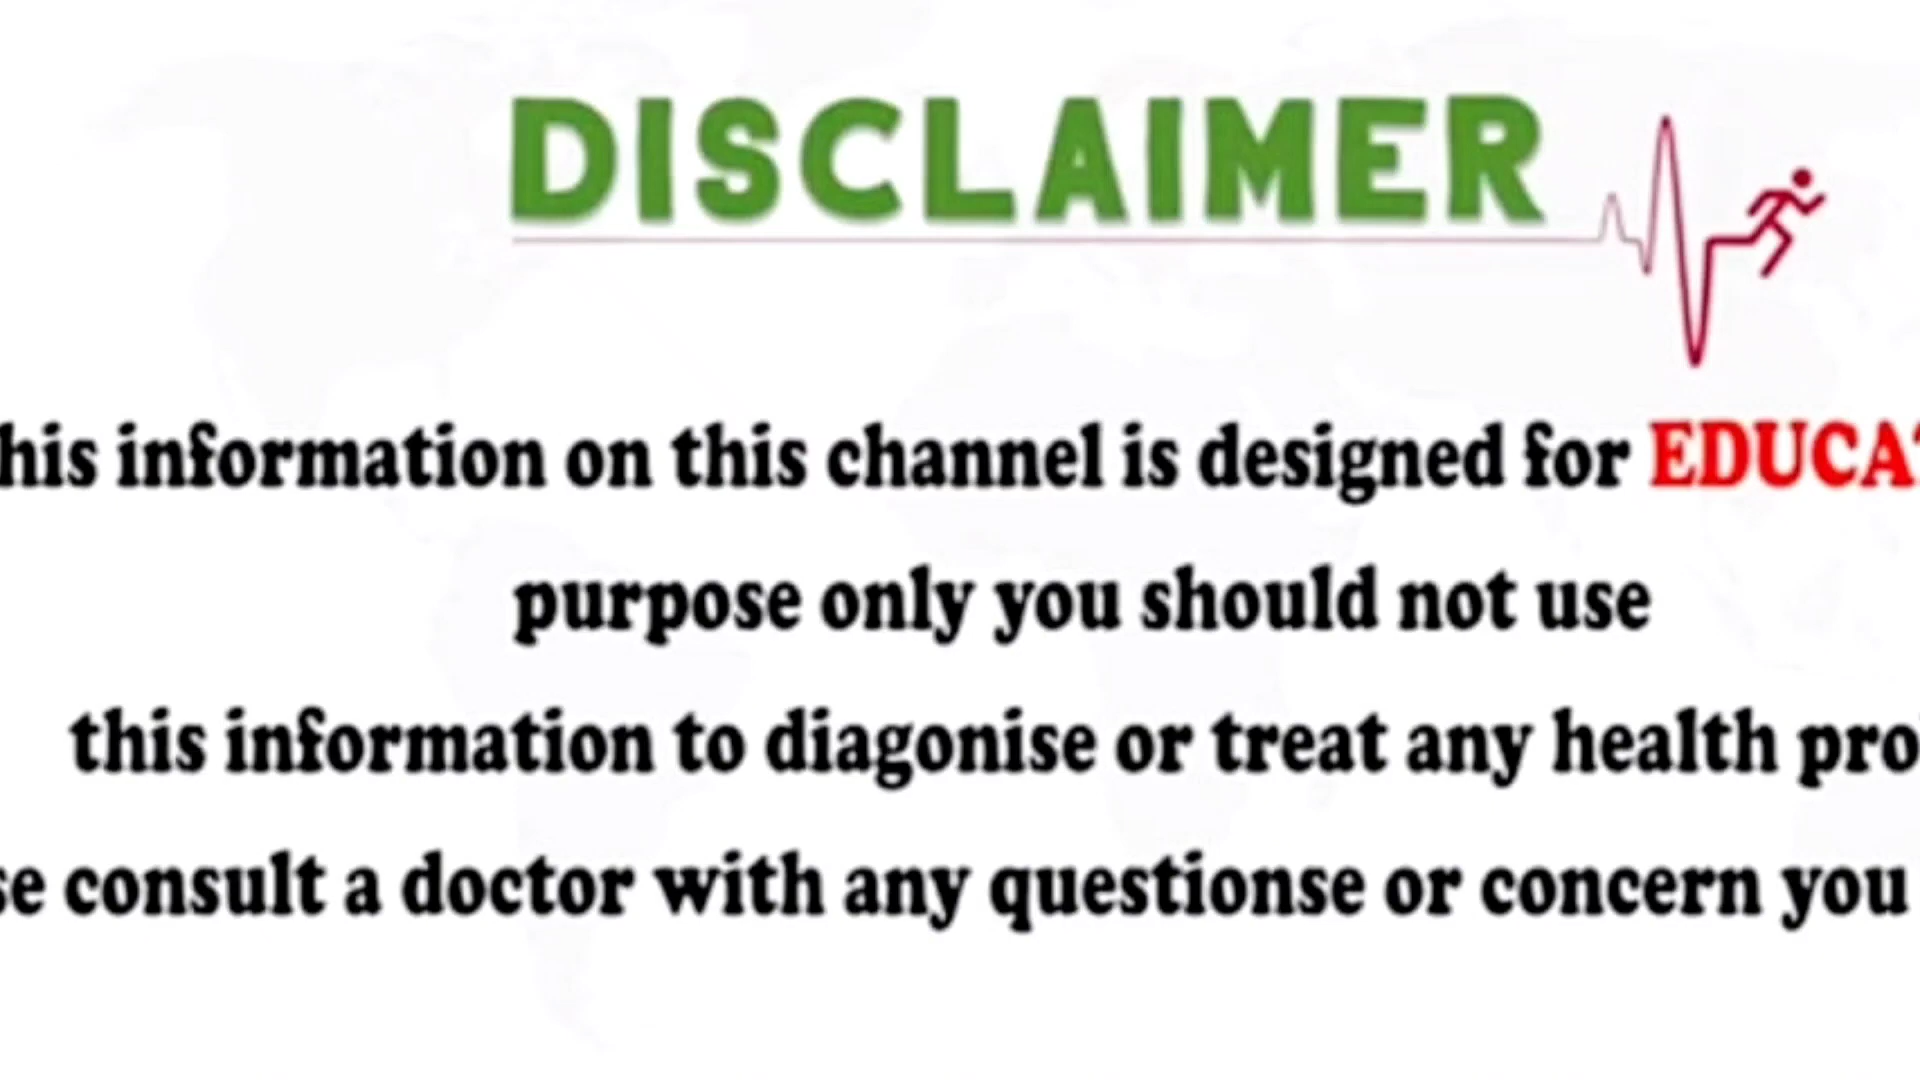 DISCLAIMER
his information on this channel is designed for EDUCAT
purpose only you should not use
this information to diagonise or treat any health pro
se consult a doctor with any questionse or concern you